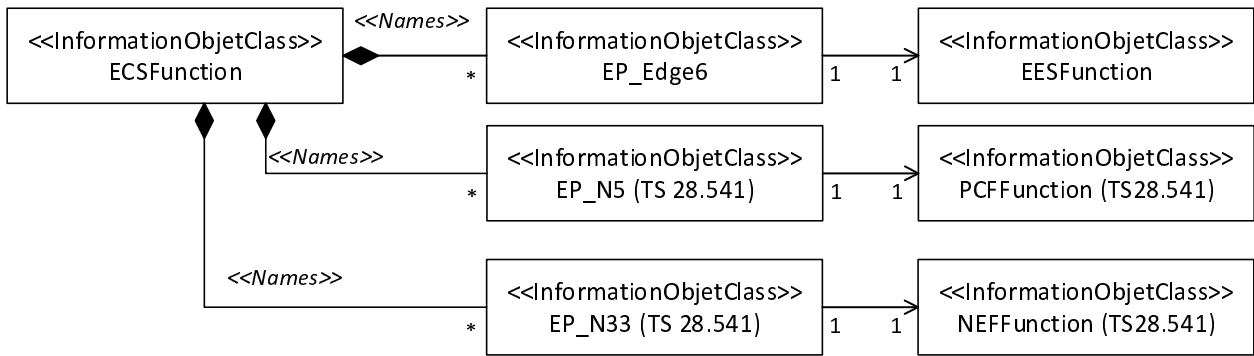 <<InformationObjetClass>>
ECSFunction
<<Names>>
*
<<InformationObjetClass>>
EP_Edge6
1
1
<<InformationObjetClass>>
EESFunction
<<Names>>
*
<<InformationObjetClass>>
EP_N5 (TS 28.541)
1
1
<<InformationObjetClass>>
PCFFunction (TS28.541)
<<Names>>
*
<<InformationObjetClass>>
EP_N33 (TS 28.541)
1
1
<<InformationObjetClass>>
NEFFunction (TS28.541)